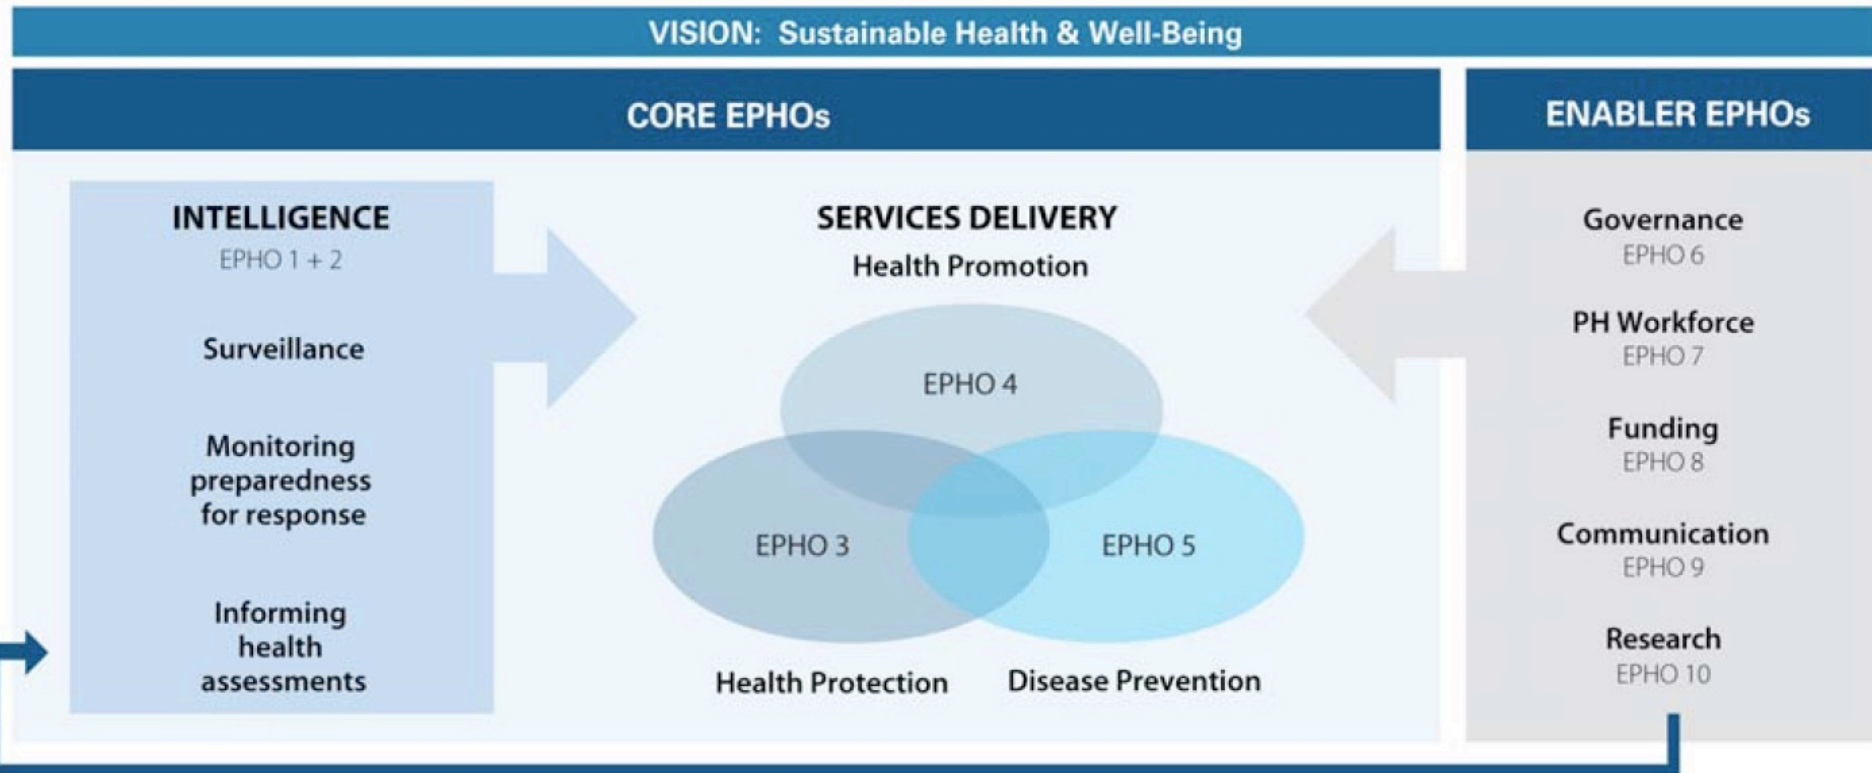 VISION: Sustainable Health & Well-Being
CORE EPHOs
ENABLER EPHOs
INTELLIGENCE
EPHO 1 + 2
Surveillance
Monitoring
preparedness
for response
Informing
health
assessments
SERVICES DELIVERY
Health Promotion
EPHO 4
EPHO 3
EPHO 5
Health Protection
Disease Prevention
Governance
EPHO 6
PH Workforce
EPHO 7
Funding
EPHO 8
Communication
EPHO 9
Research
EPHO 10